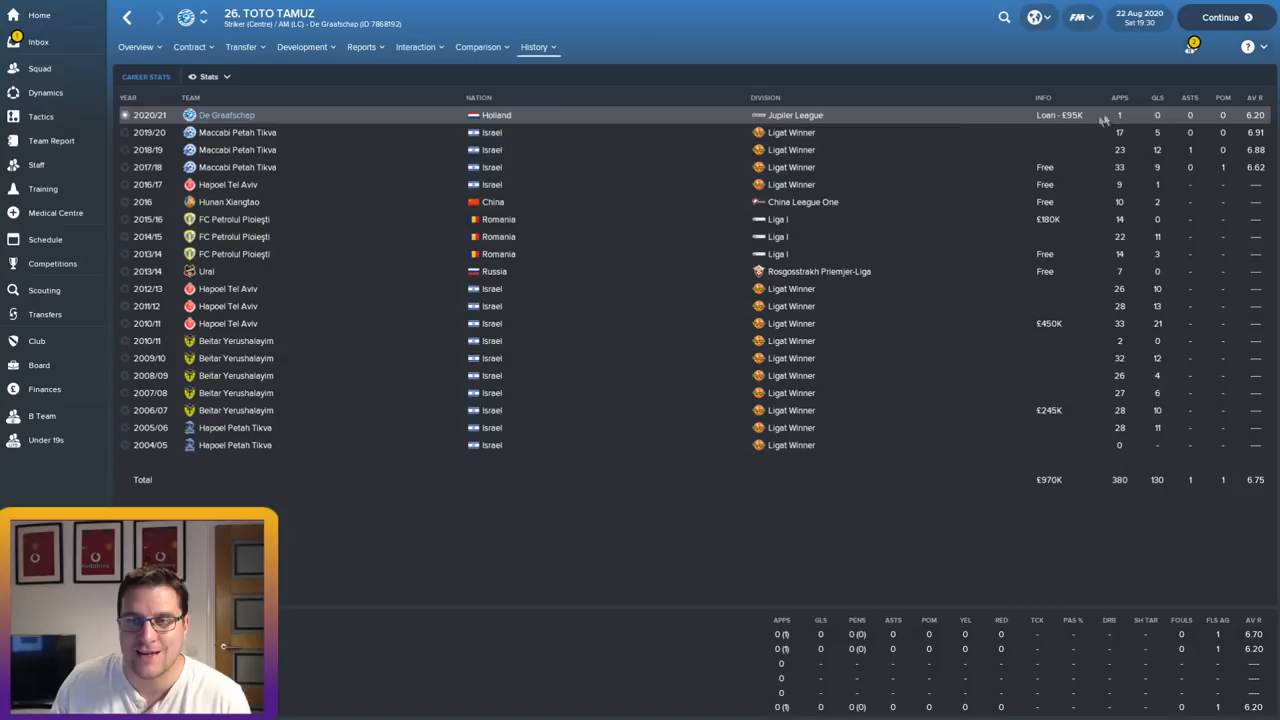 Home
26. TOTO TAMUZ
Striker (Centre) / AM (LC) - De Graafschap (ID:7868192)
FM
22 Aug 2020
Sat 19:30
Continue
1
Inbox
Overview Contract Transfer Development Reports Interaction Comparison History
2
?
Squad
CAREER STATS Stats
Dynamics
YEAR TEAM NATION DIVISION INFO APPS GLS ASTS POM AV R
Tactics
2020/21 De Graafschap Holland Jupiler League Loan - £95K 1 0 0 0 6.20
2019/20 Maccabi Petah Tikva Israel Ligat Winner 17 5 0 0 6.91
Team Report
2018/19 Maccabi Petah Tikva Israel Ligat Winner 23 12 1 0 6.88
Staff
2017/18 Maccabi Petah Tikva Israel Ligat Winner Free 33 9 0 1 6.62
Training
2016/17 Hapoel Tel Aviv Israel Ligat Winner Free 9 1 - - ----
2016 Hunan Xiangtao China China League One Free 10 2 - - ----
Medical Centre
2015/16 FC Petrolul Ploieşti Romania Liga I £180K 14 0 - - ----
Schedule
2014/15 FC Petrolul Ploieşti Romania Liga I 22 11 - - ----
2013/14 FC Petrolul Ploieşti Romania Liga I Free 14 3 - - ----
Competitions
2013/14 Ural Russia Rosgosstrakh Premjer-Liga Free 7 0 - - ----
Scouting
2012/13 Hapoel Tel Aviv Israel Ligat Winner 26 10 - - ----
2011/12 Hapoel Tel Aviv Israel Ligat Winner 28 13 - - ----
Transfers
2010/11 Hapoel Tel Aviv Israel Ligat Winner £450K 33 21 - - ----
Club
2010/11 Beitar Yerushalayim Israel Ligat Winner 2 0 - - ----
2009/10 Beitar Yerushalayim Israel Ligat Winner 32 12 - - ----
Board
2008/09 Beitar Yerushalayim Israel Ligat Winner 26 4 - - ----
Finances
2007/08 Beitar Yerushalayim Israel Ligat Winner 27 6 - - ----
2006/07 Beitar Yerushalayim Israel Ligat Winner £245K 28 10 - - ----
B Team
2005/06 Hapoel Petah Tikva Israel Ligat Winner 28 11 - - ----
Under 19s
2004/05 Hapoel Petah Tikva Israel Ligat Winner 0 - - - ----
Total £970K 380 130 1 1 6.75
APPS GLS PENS ASTS POM YEL RED TCK PAS % DRB SH TAR FOULS FLS AG AV R
0 (1) - 0 (0) 0 0 0 0 - - - - 0 1 6.70
0 (1) - 0 (0) 0 0 0 0 - - - - 0 1 6.20
0 - - - - - - - - - - - - ----
0 - - - - - - - - - - - - ----
0 - - - - - - - - - - - - ----
0 (1) - 0 (0) 0 0 0 0 - - - - 0 1 6.20